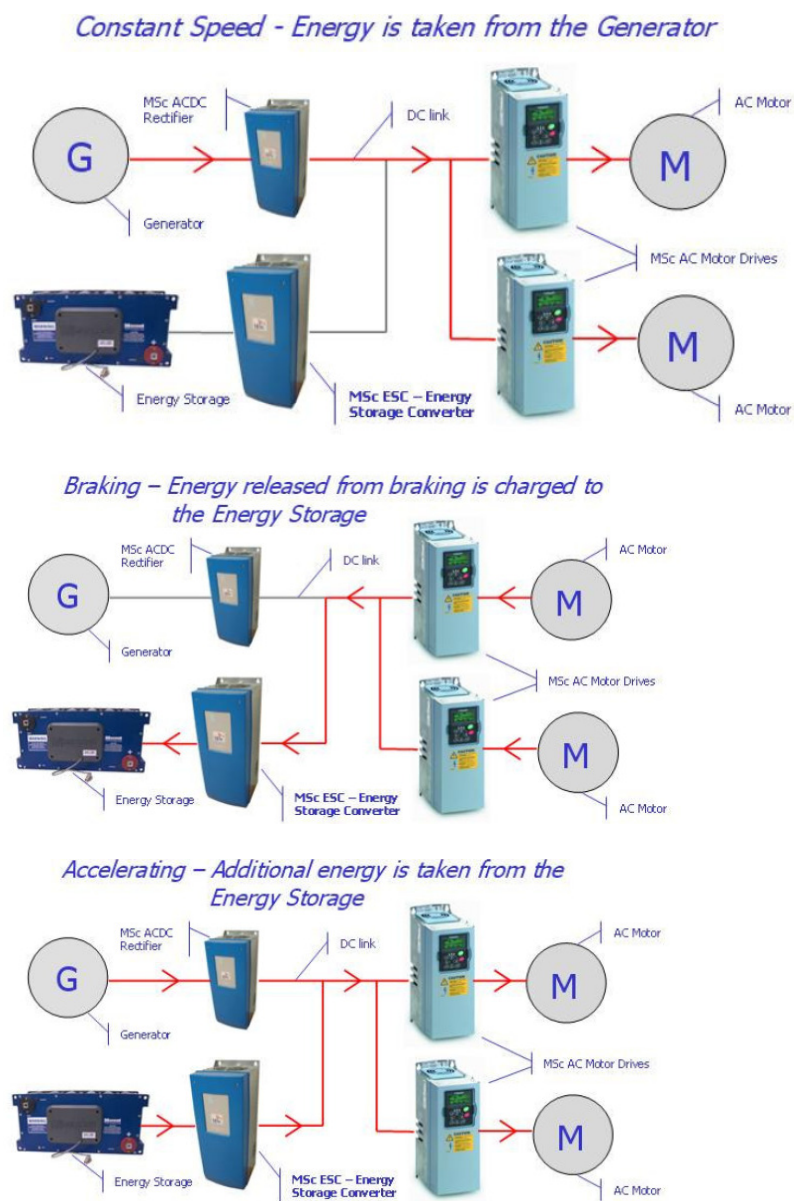 Constant Speed - Energy is taken from the Generator
MSc ACDC
Rectifier
DC link
AC Motor
G
M
Generator
MSc AC Motor Drives
M
Energy Storage
MSc ESC – Energy
Storage Converter
AC Motor
Braking – Energy released from braking is charged to
the Energy Storage
MSc ACDC
Rectifier
DC link
AC Motor
G
M
Generator
MSc AC Motor Drives
M
Energy Storage
MSc ESC – Energy
Storage Converter
AC Motor
Accelerating – Additional energy is taken from the
Energy Storage
MSc ACDC
Rectifier
DC link
AC Motor
G
M
Generator
MSc AC Motor Drives
M
Energy Storage
MSc ESC – Energy
Storage Converter
AC Motor